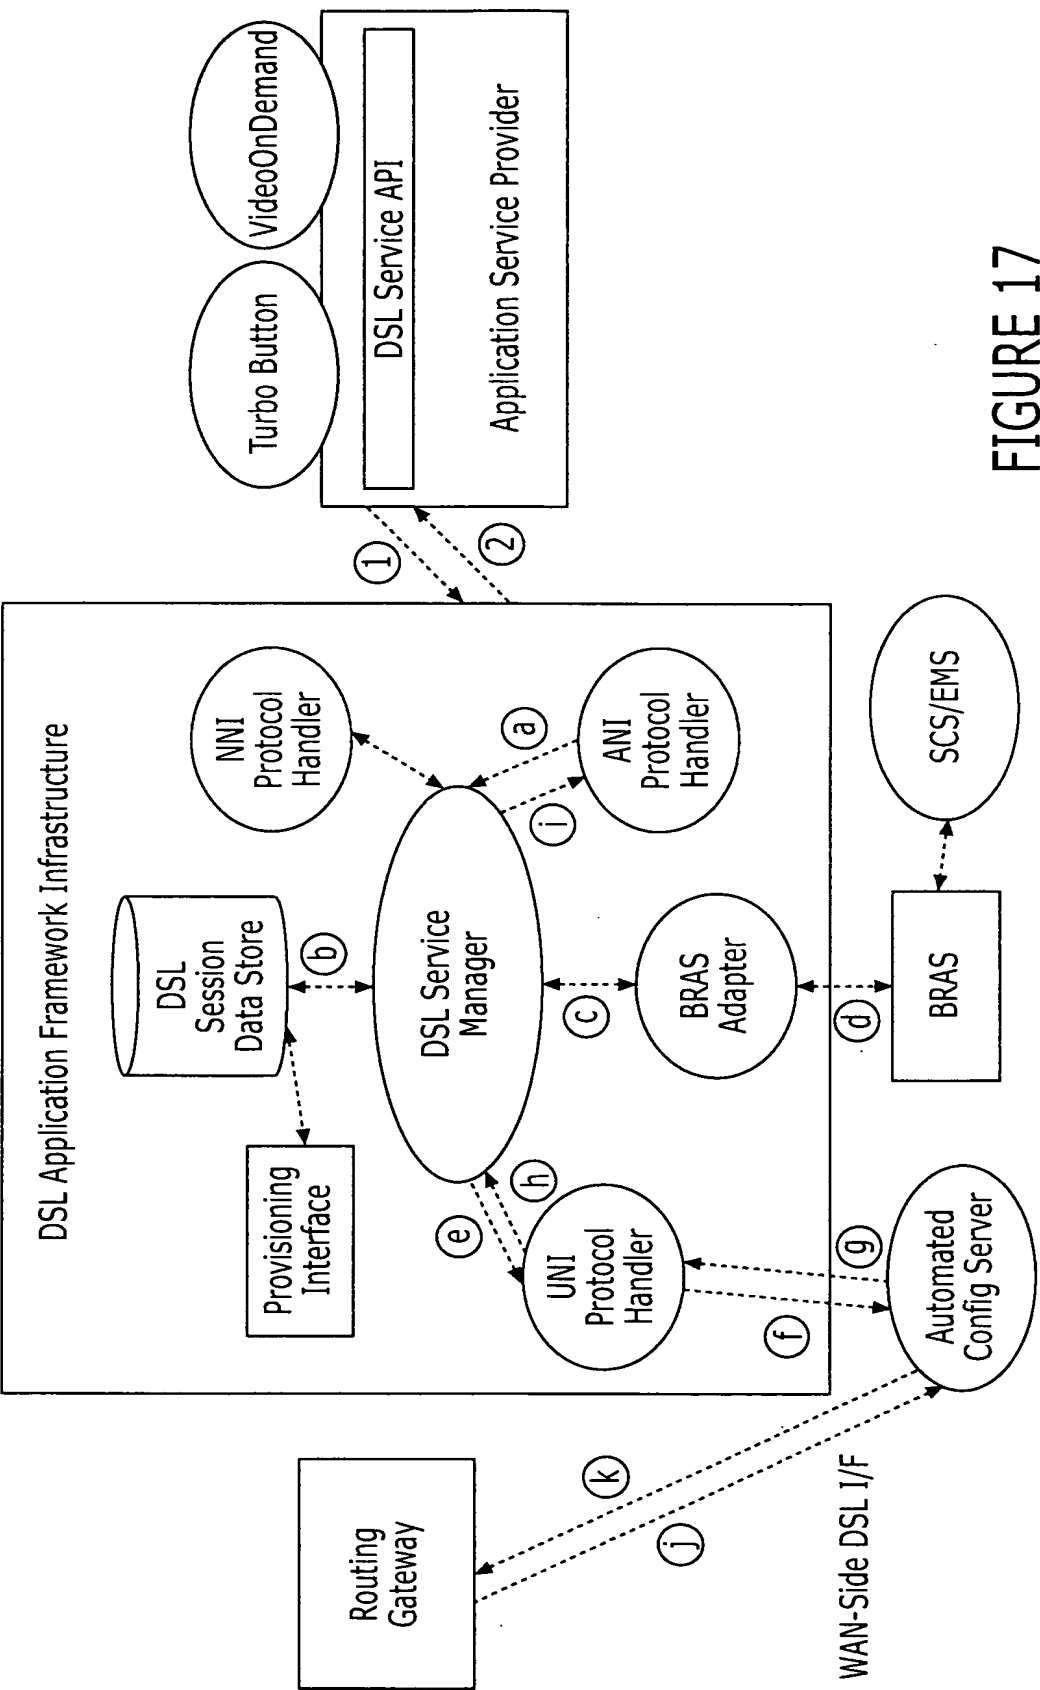 DSL Application Framework Infrastructure
Routing
Gateway
Provisioning
Interface
DSL
Session
Data Store
NNI
Protocol
Handler
Turbo Button
VideoOnDemand
DSL Service API
Application Service Provider
DSL Service
Manager
UNI
Protocol
Handler
BRAS
Adapter
ANI
Protocol
Handler
1
2
a
b
c
d
e
f
g
h
i
j
k
WAN-Side DSL I/F
Automated
Config Server
BRAS
SCS/EMS
FIGURE 17